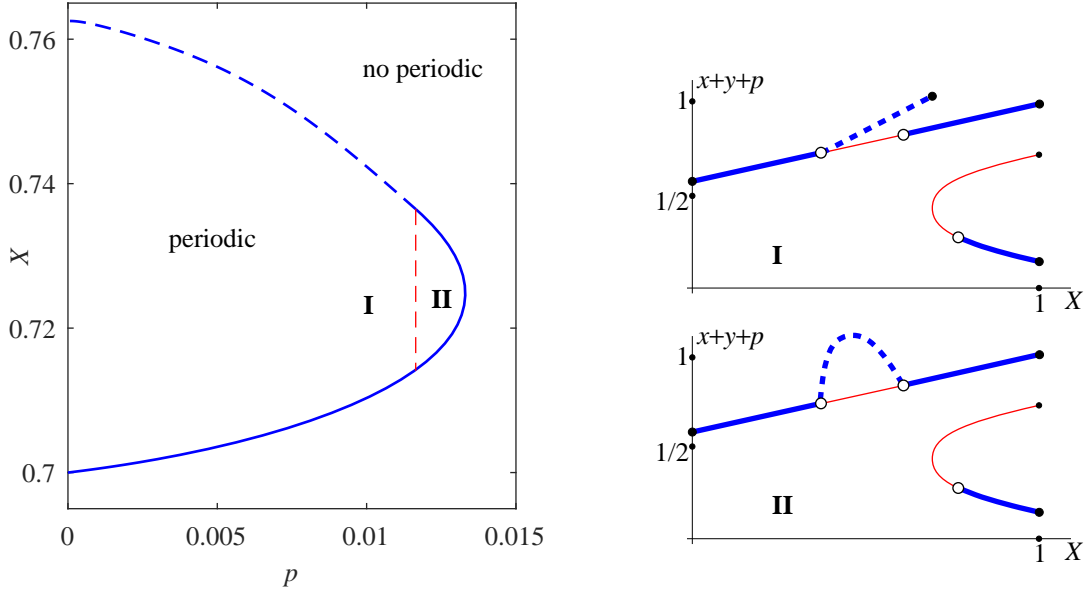 0.76
0.74
0.72
0.7
X
no periodic
periodic
I
II
0
0.005
0.01
0.015
p
x+y+p
1
1/2
I
1
X
x+y+p
1
1/2
II
1
X